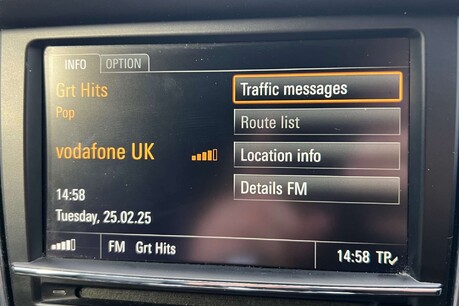 INFO OPTION
Grt Hits
Pop
vodafone UK
14:58
Tuesday, 25.02.25
Traffic messages
Route list
Location info
Details FM
FM Grt Hits 14:58 TP